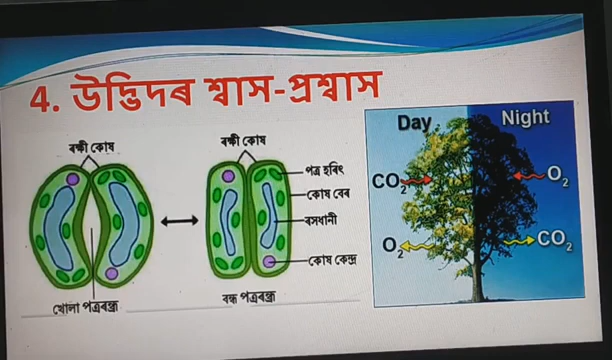 4. উদ্ভিদৰ শ্বাস-প্ৰশ্বাস
ৰক্ষী কোষ
ৰক্ষী কোষ
পত্ৰ হৰিৎ
কোষ বেৰ
ৰসধানী
কোষ কেন্দ্ৰ
খোলা পত্ৰৰন্ধ্ৰ
বন্ধ পত্ৰৰন্ধ্ৰ
Day Night
CO₂ O₂
O₂ CO₂